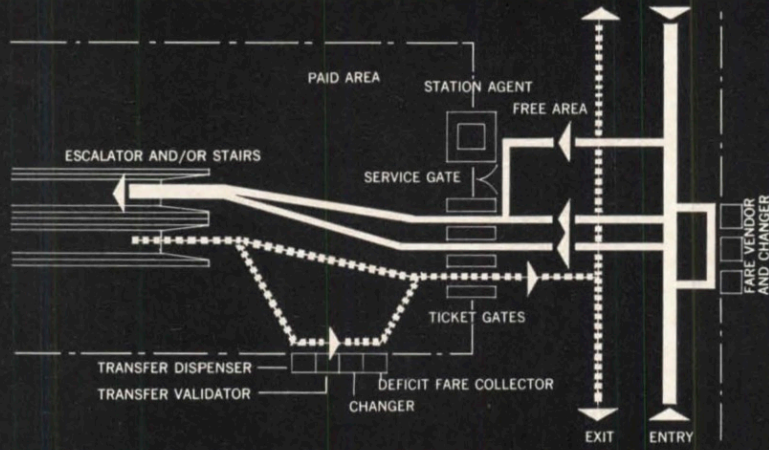 PAID AREA
STATION AGENT
FREE AREA
ESCALATOR AND/OR STAIRS
SERVICE GATE
FARE VENDOR
AND CHANGER
TICKET GATES
TRANSFER DISPENSER
TRANSFER VALIDATOR
DEFICIT FARE COLLECTOR
CHANGER
EXIT
ENTRY